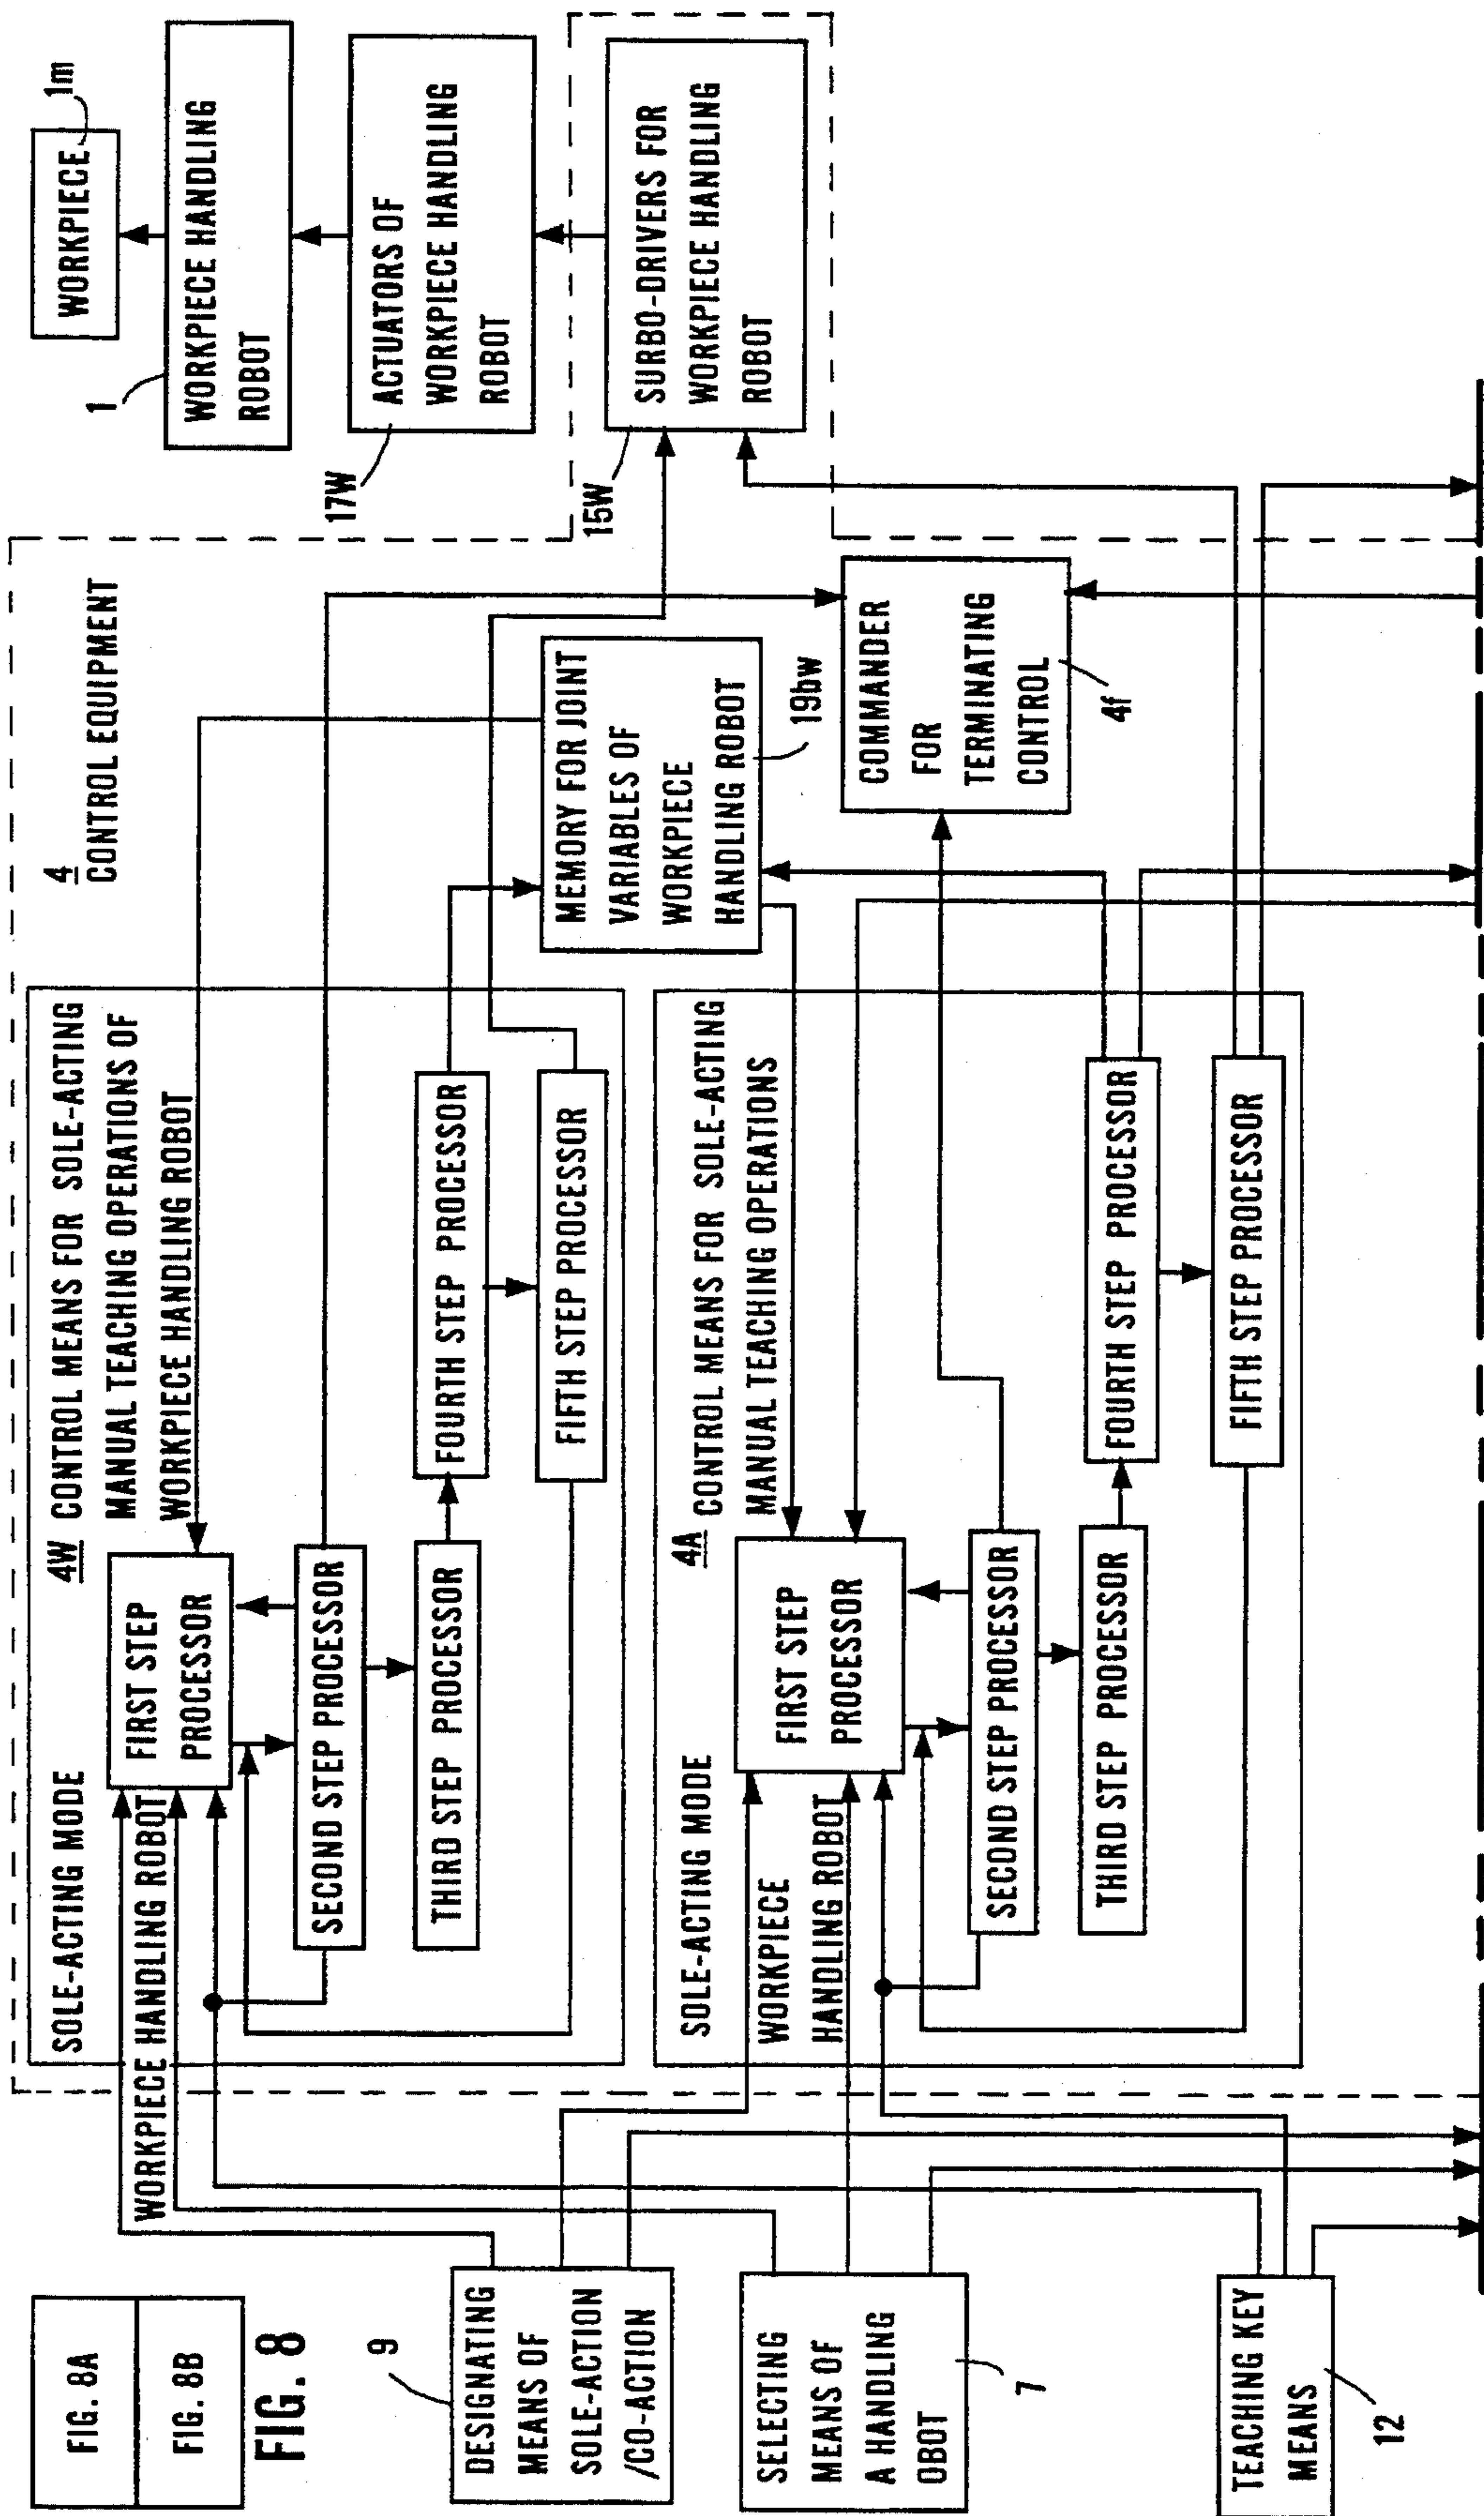 FIG. 8A
FIG. 8B
FIG. 8
9
DESIGNATING
MEANS OF
SOLE-ACTION
/CO-ACTION
SELECTING
MEANS OF
A HANDLING
OBOT
7
TEACHING KEY
MEANS
12
4
CONTROL EQUIPMENT
SOLE-ACTING MODE
WORKPIECE HANDLING ROBOT
4W CONTROL MEANS FOR SOLE-ACTING
MANUAL TEACHING OPERATIONS OF
WORKPIECE HANDLING ROBOT
FIRST STEP
PROCESSOR
SECOND STEP PROCESSOR
THIRD STEP PROCESSOR
FOURTH STEP PROCESSOR
FIFTH STEP PROCESSOR
SOLE-ACTING MODE
WORKPIECE
HANDLING ROBOT
4A CONTROL MEANS FOR SOLE-ACTING
MANUAL TEACHING OPERATIONS
FIRST STEP
PROCESSOR
SECOND STEP PROCESSOR
THIRD STEP PROCESSOR
FOURTH STEP PROCESSOR
FIFTH STEP PROCESSOR
MEMORY FOR JOINT
VARIABLES OF
WORKPIECE
HANDLING ROBOT
19bw
COMMANDER
FOR
TERMINATING
CONTROL
4f
WORKPIECE
1m
1
WORKPIECE HANDLING
ROBOT
17W
ACTUATORS OF
WORKPIECE HANDLING
ROBOT
15W
SURBO-DRIVERS FOR
WORKPIECE HANDLING
ROBOT